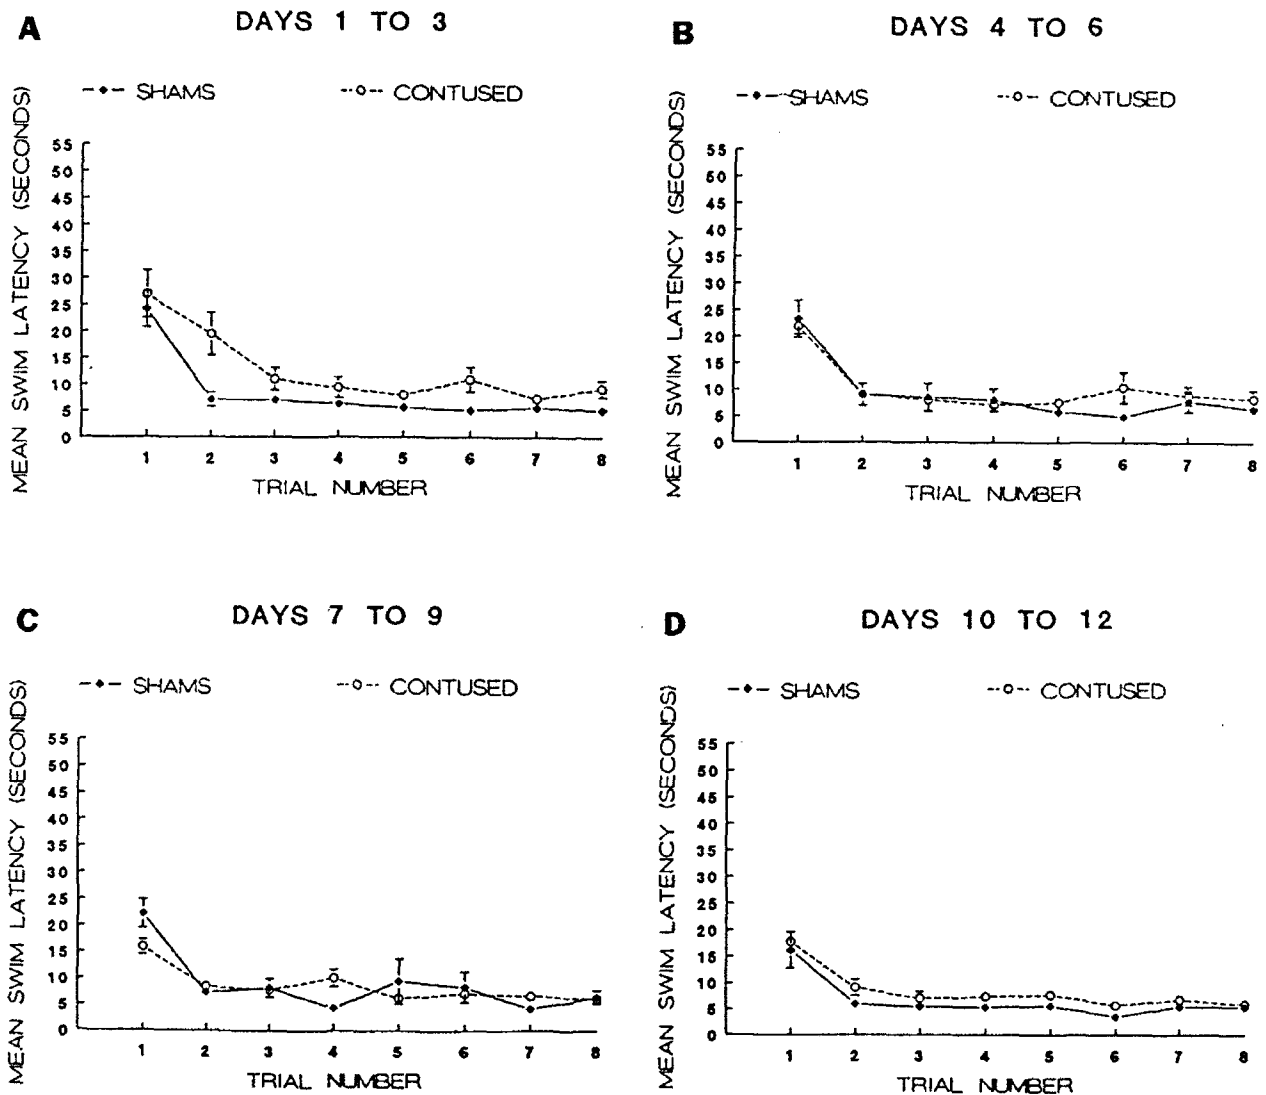 A DAYS 1 TO 3
SHAMS CONTUSED
MEAN SWIM LATENCY (SECONDS)
55
50
45
40
35
30
25
20
15
10
5
0
1 2 3 4 5 6 7 8
TRIAL NUMBER
B DAYS 4 TO 6
SHAMS CONTUSED
MEAN SWIM LATENCY (SECONDS)
55
50
45
40
35
30
25
20
15
10
5
0
1 2 3 4 5 6 7 8
TRIAL NUMBER
C DAYS 7 TO 9
SHAMS CONTUSED
MEAN SWIM LATENCY (SECONDS)
55
50
45
40
35
30
25
20
15
10
5
0
1 2 3 4 5 6 7 8
TRIAL NUMBER
D DAYS 10 TO 12
SHAMS CONTUSED
MEAN SWIM LATENCY (SECONDS)
55
50
45
40
35
30
25
20
15
10
5
0
1 2 3 4 5 6 7 8
TRIAL NUMBER